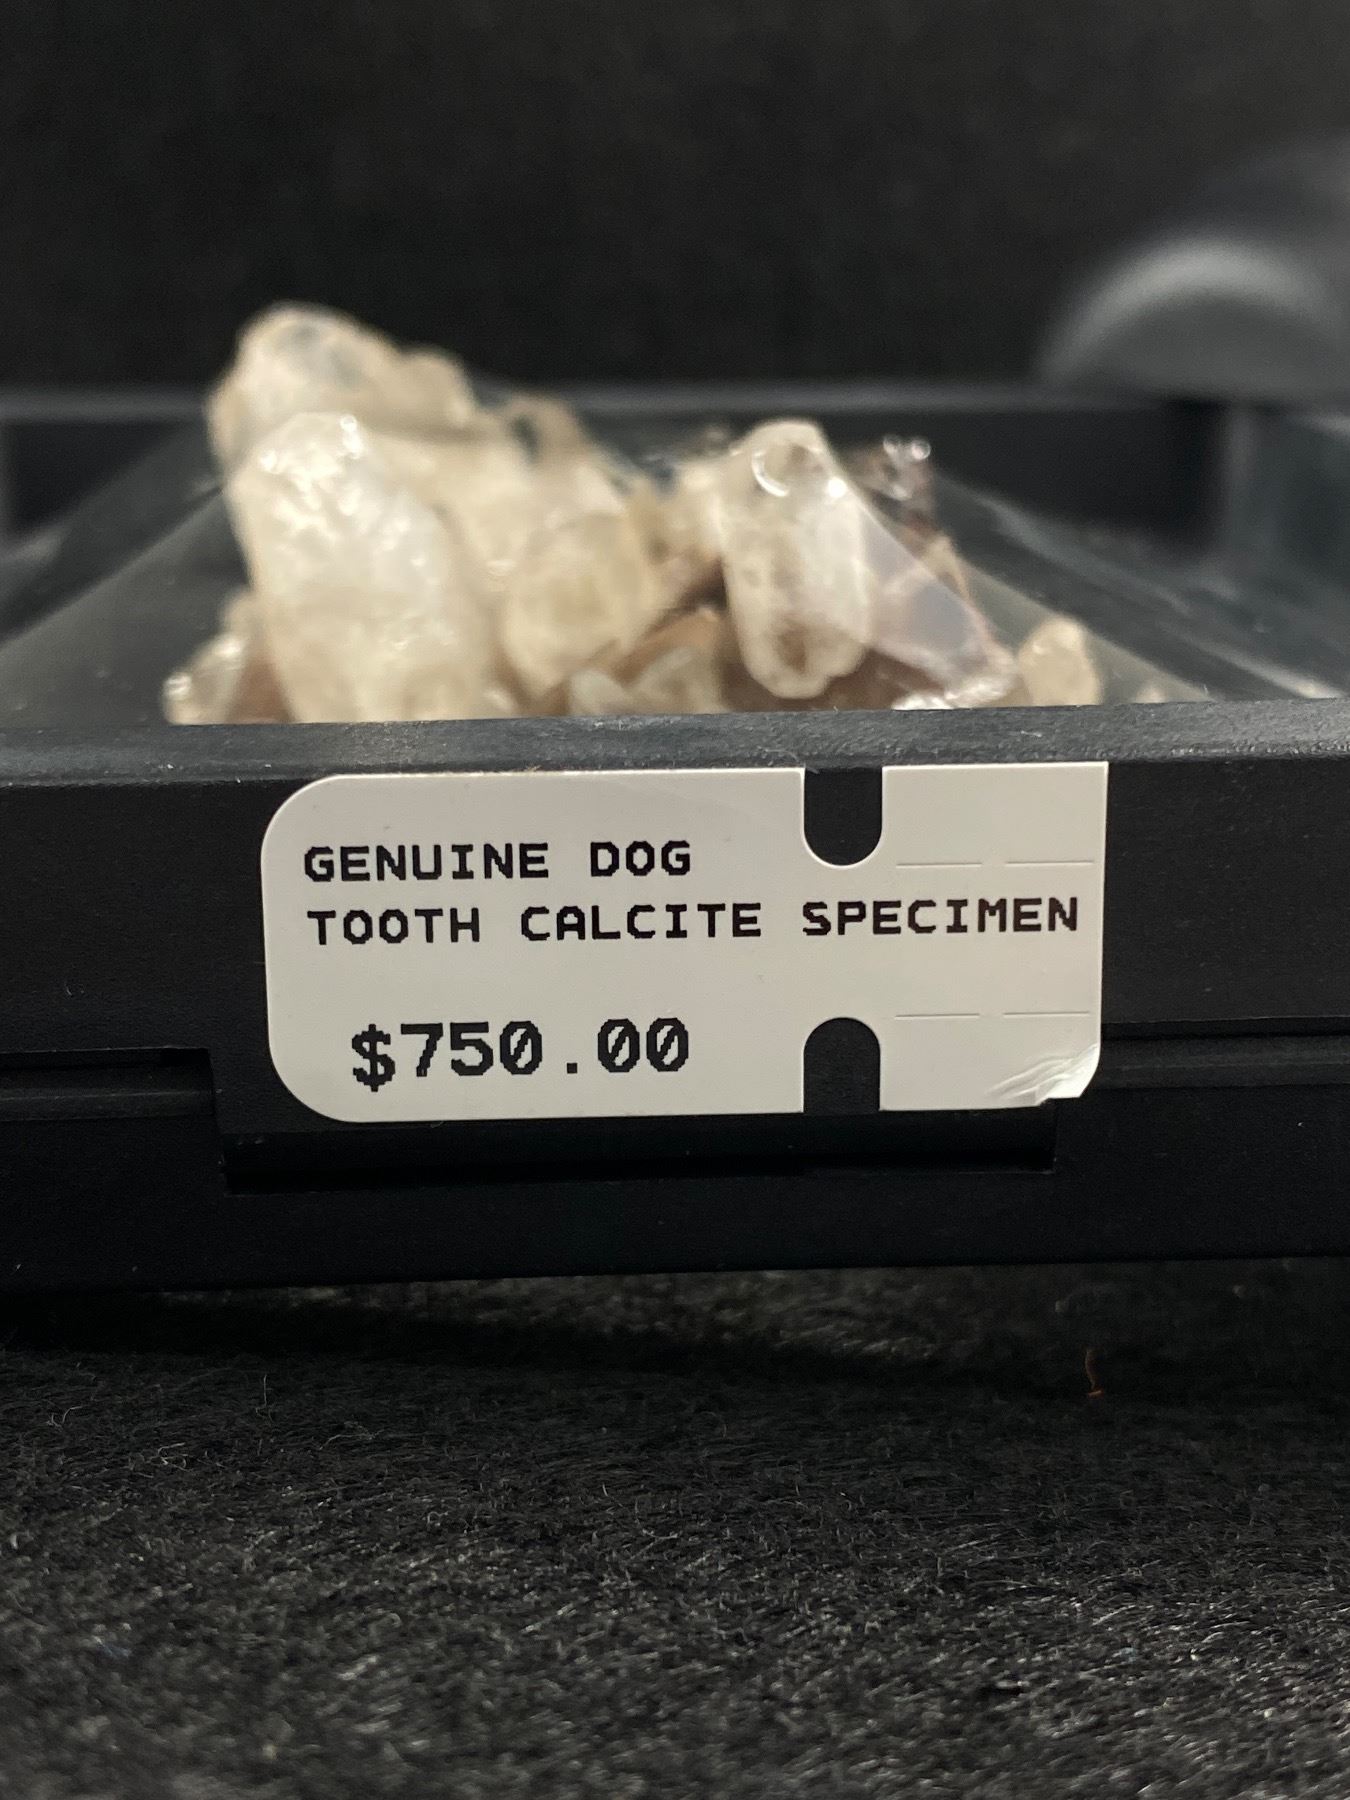 GENUINE DOG
TOOTH CALCITE SPECIMEN
$750.00